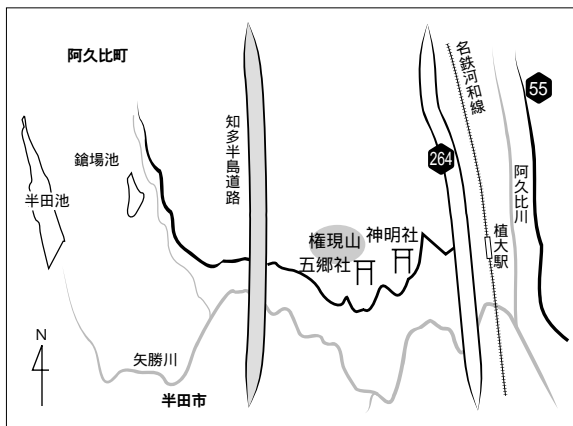 阿久比町
名鉄河和線
55
知多半島道路
鎗場池
264
阿久比川
半田池
権現山
神明社
植大駅
五郷社
N
矢勝川
半田市